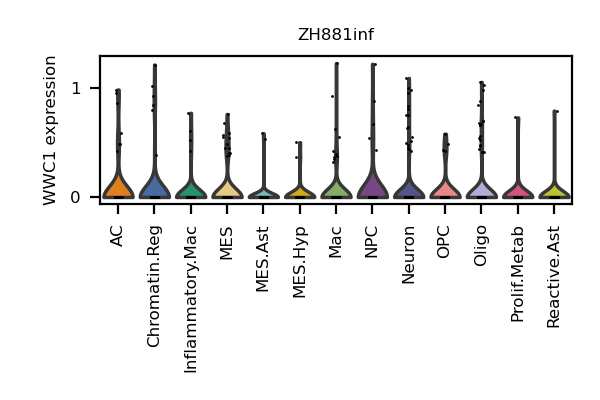 ZH881inf
WWC1 expression
1
0
AC
Chromatin.Reg
Inflammatory.Mac
MES
MES.Ast
MES.Hyp
Mac
NPC
Neuron
OPC
Oligo
Prolif.Metab
Reactive.Ast